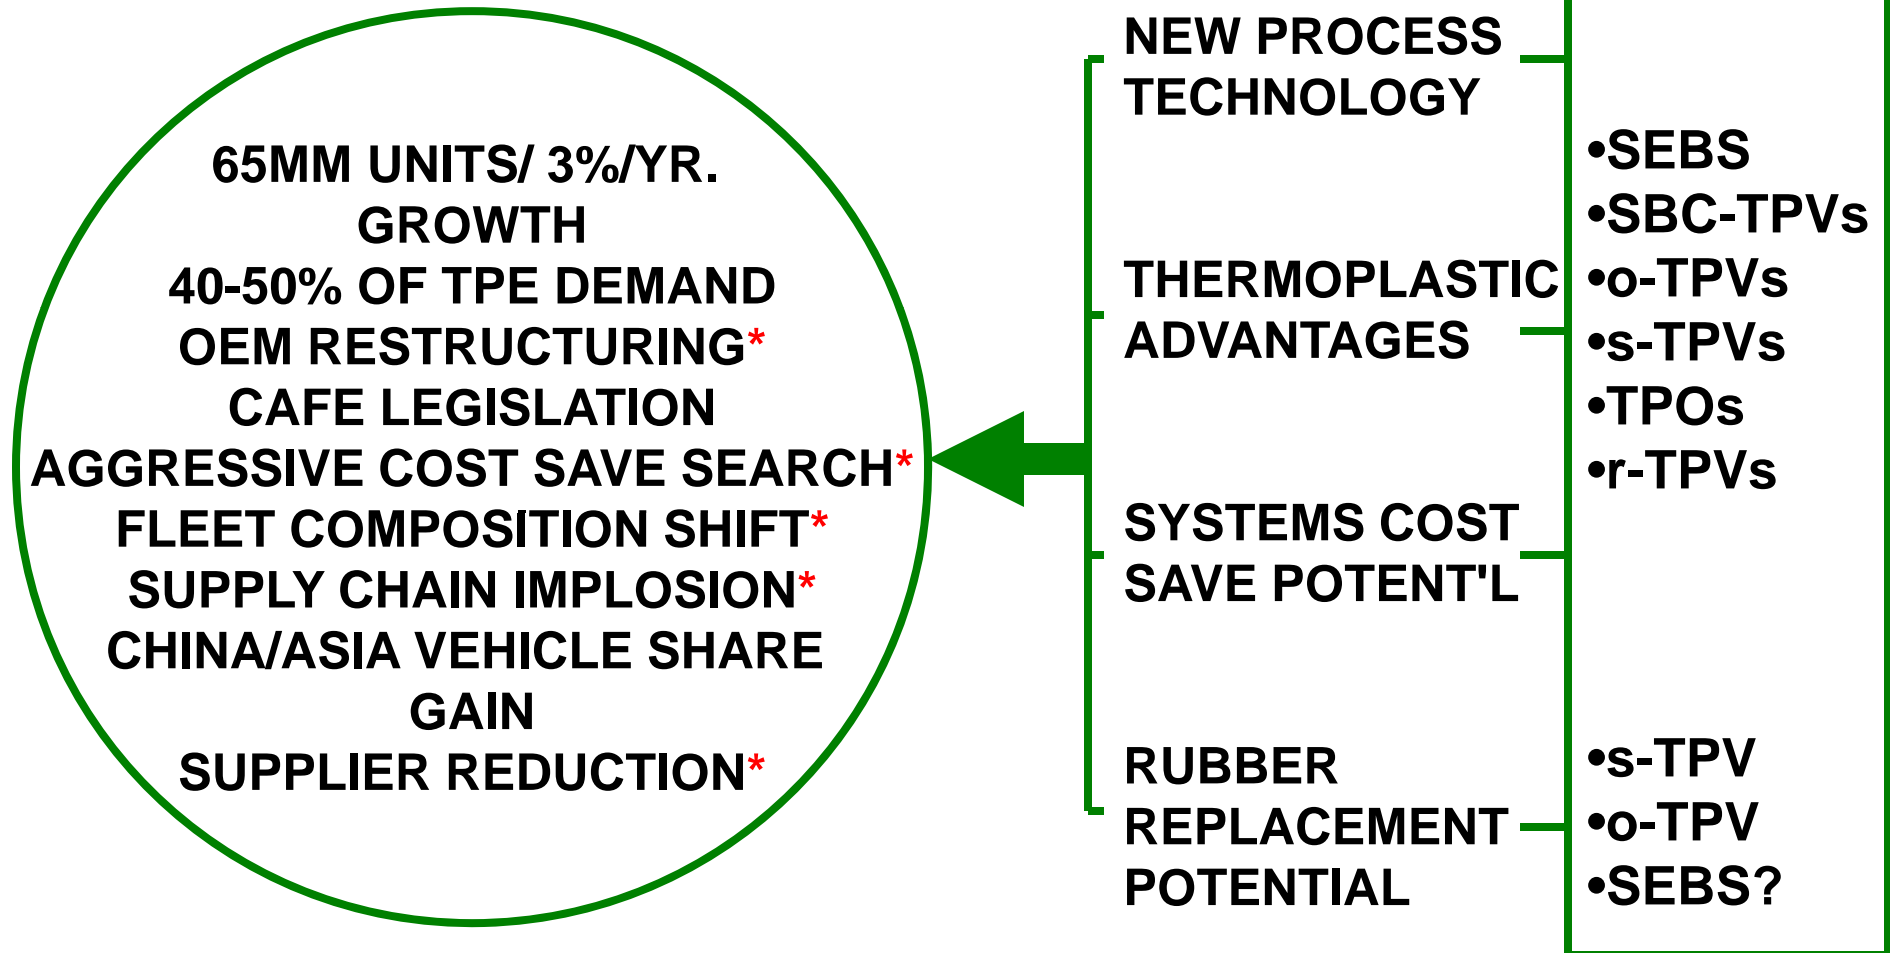 65MM UNITS/ 3%/YR.
GROWTH
40-50% OF TPE DEMAND
OEM RESTRUCTURING*
CAFE LEGISLATION
AGGRESSIVE COST SAVE SEARCH*
FLEET COMPOSITION SHIFT*
SUPPLY CHAIN IMPLOSION*
CHINA/ASIA VEHICLE SHARE
GAIN
SUPPLIER REDUCTION*
NEW PROCESS
TECHNOLOGY
THERMOPLASTIC
ADVANTAGES
SYSTEMS COST
SAVE POTENT'L
RUBBER
REPLACEMENT
POTENTIAL
•SEBS
•SBC-TPVs
•o-TPVs
•s-TPVs
•TPOs
•r-TPVs
•s-TPV
•o-TPV
•SEBS?